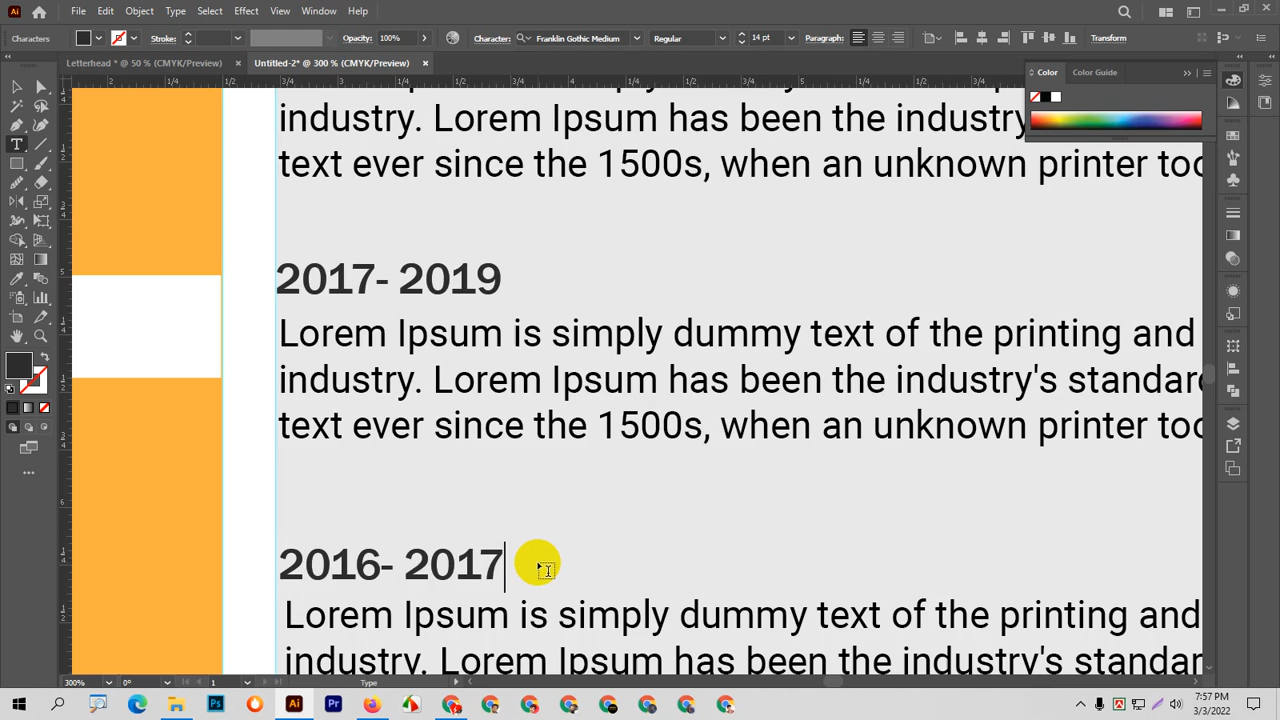 File Edit Object Type Select Effect View Window Help
Characters Stroke: Opacity: 100% Character: Franklin Gothic Medium Regular 14 pt Paragraph: Transform
Letterhead* @ 50 % (CMYK/Preview) × Untitled-2* @ 300 % (CMYK/Preview) ×
Color Color Guide
industry. Lorem Ipsum has been the indus
text ever since the 1500s, when an unknown printer too
2017- 2019
Lorem Ipsum is simply dummy text of the printing and
industry. Lorem Ipsum has been the industry's standard
text ever since the 1500s, when an unknown printer too
2016- 2017
Lorem Ipsum is simply dummy text of the printing and
industry. Lorem Ipsum has been the industry's standar
300% 0° 1 Type
7:57 PM
3/3/2022